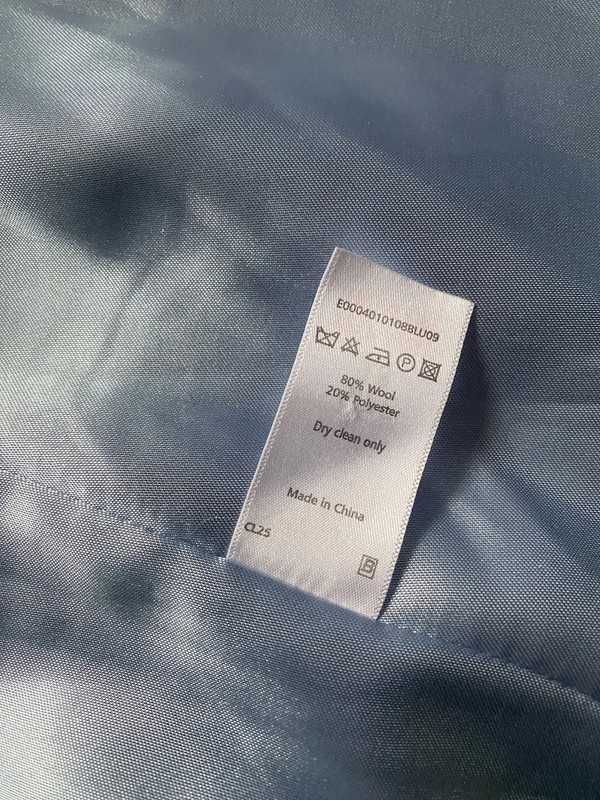 E0004010108BLU09
P
80% Wool
20% Polyester
Dry clean only
Made in China
CL25
B